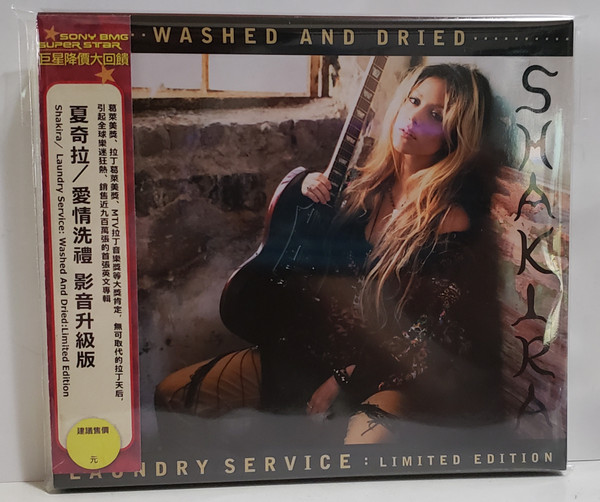 SONY BMG
SUPER STAR
巨星降價大回饋
葛萊美獎、拉丁葛萊美獎、MTV拉丁音樂獎等大獎肯定，無可取代的拉丁天后，
引起全球樂迷狂熱、銷售近九百萬張的首張英文專輯
夏奇拉／愛情洗禮 影音升級版
Shakira／ Laundry Service: Washed And Dried:Limited Edition
建議售價
元
WASHED AND DRIED
SHAKIRA
LAUNDRY SERVICE : LIMITED EDITION